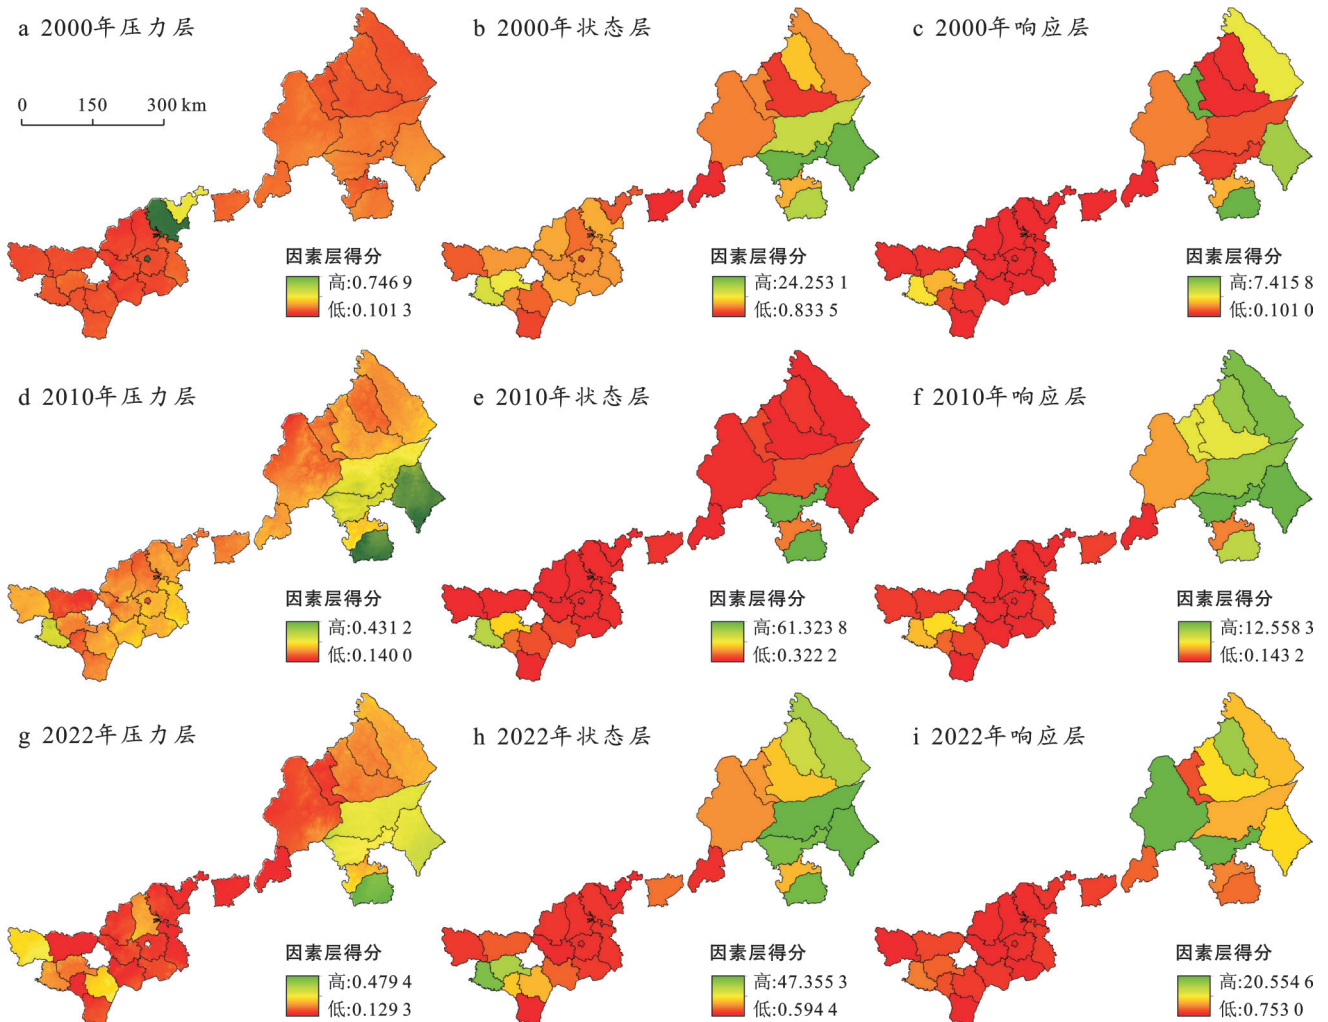 a 2000年压力层
b 2000年状态层
c 2000年响应层
0 150 300 km
因素层得分
高:0.746 9
低:0.101 3
因素层得分
高:24.253 1
低:0.833 5
因素层得分
高:7.415 8
低:0.101 0
d 2010年压力层
e 2010年状态层
f 2010年响应层
因素层得分
高:0.431 2
低:0.140 0
因素层得分
高:61.323 8
低:0.322 2
因素层得分
高:12.558 3
低:0.143 2
g 2022年压力层
h 2022年状态层
i 2022年响应层
因素层得分
高:0.479 4
低:0.129 3
因素层得分
高:47.355 3
低:0.594 4
因素层得分
高:20.554 6
低:0.753 0